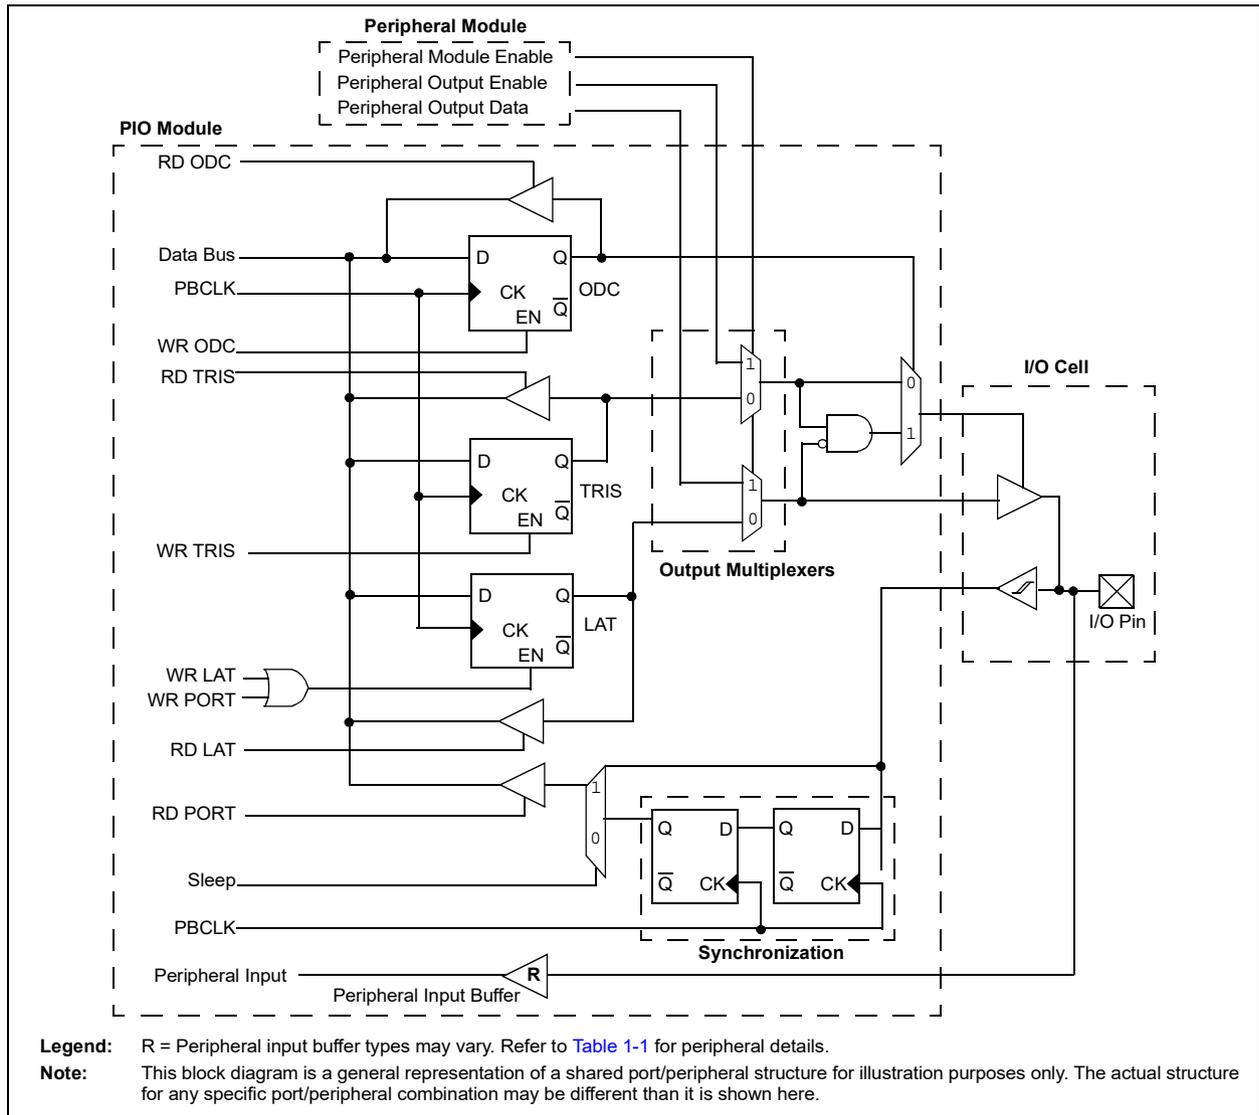 Peripheral Module
Peripheral Module Enable
Peripheral Output Enable
Peripheral Output Data
PIO Module
RD ODC
Data Bus
D
Q
PBCLK
CK
Q̅
ODC
EN
WR ODC
RD TRIS
1
0
0
1
I/O Cell
D
Q
CK
Q̅
TRIS
EN
WR TRIS
1
0
Output Multiplexers
D
Q
CK
Q̅
LAT
EN
I/O Pin
WR LAT
WR PORT
RD LAT
RD PORT
1
0
Q
D
Q
D
Q̅
CK
Q̅
CK
Sleep
PBCLK
Synchronization
Peripheral Input
R
Peripheral Input Buffer
Legend: R = Peripheral input buffer types may vary. Refer to Table 1-1 for peripheral details.
Note: This block diagram is a general representation of a shared port/peripheral structure for illustration purposes only. The actual structure
for any specific port/peripheral combination may be different than it is shown here.